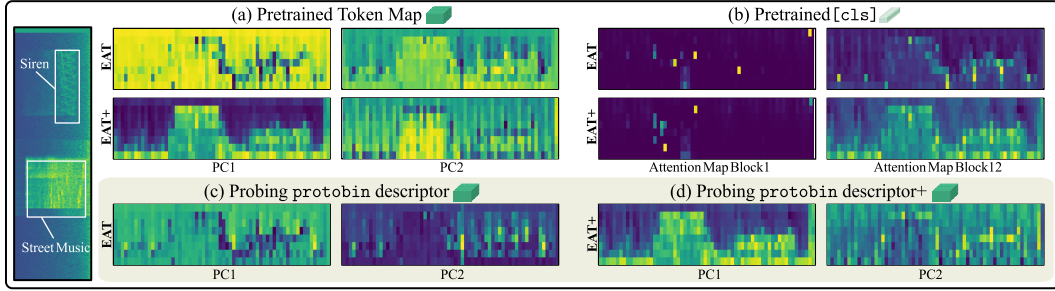 (a) Pretrained Token Map
(b) Pretrained[cls]
Siren
Street Music
EAT
EAT+
PC1
PC2
EAT
EAT+
Attention Map Block1
Attention Map Block12
(c) Probing protobin descriptor
(d) Probing protobin descriptor+
EAT
PC1
PC2
EAT+
PC1
PC2